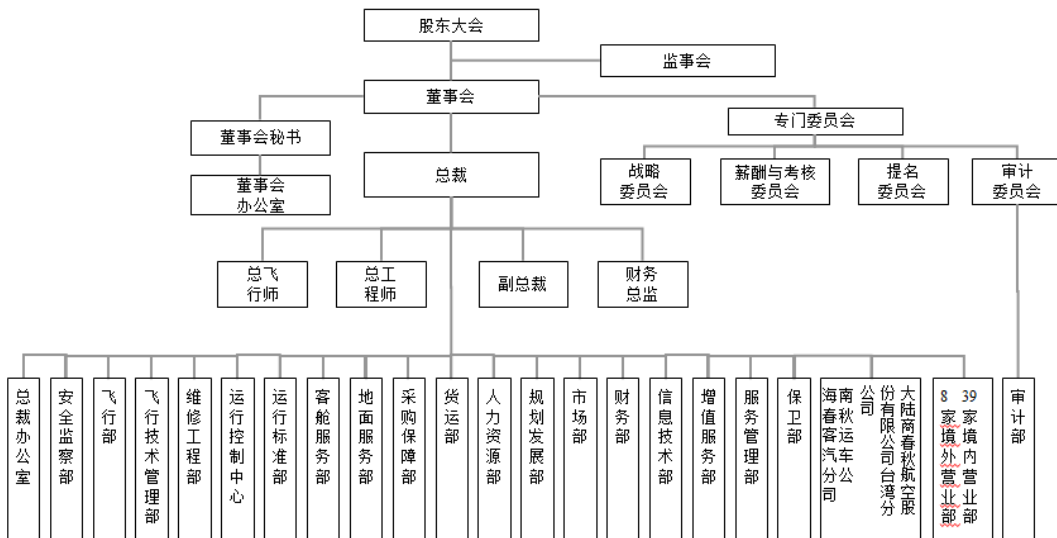 股东大会
监事会
董事会
董事会秘书
专门委员会
总裁
董事会
办公室
战略
委员会
薪酬与考核
委员会
提名
委员会
审计
委员会
总飞
行师
总工
程师
副总裁
财务
总监
总裁办公室
安全监察部
飞行部
飞行技术管理部
维修工程部
运行控制中心
运行标准部
客舱服务部
地面服务部
采购保障部
货运部
人力资源部
规划发展部
市场部
财务部
信息技术部
增值服务部
服务管理部
保卫部
大陆商春秋航空股
份有限公司台湾分
公司
南秋运车公
海春客汽分司
39家境内营业部
8家境外营业部
审计部